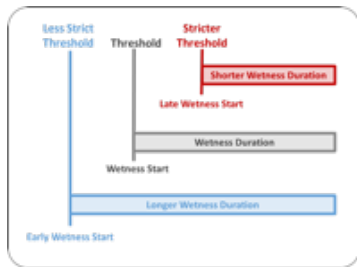 Less Strict
Threshold
Threshold
Stricter
Threshold
Shorter Wetness Duration
Late Wetness Start
Wetness Duration
Wetness Start
Longer Wetness Duration
Early Wetness Start